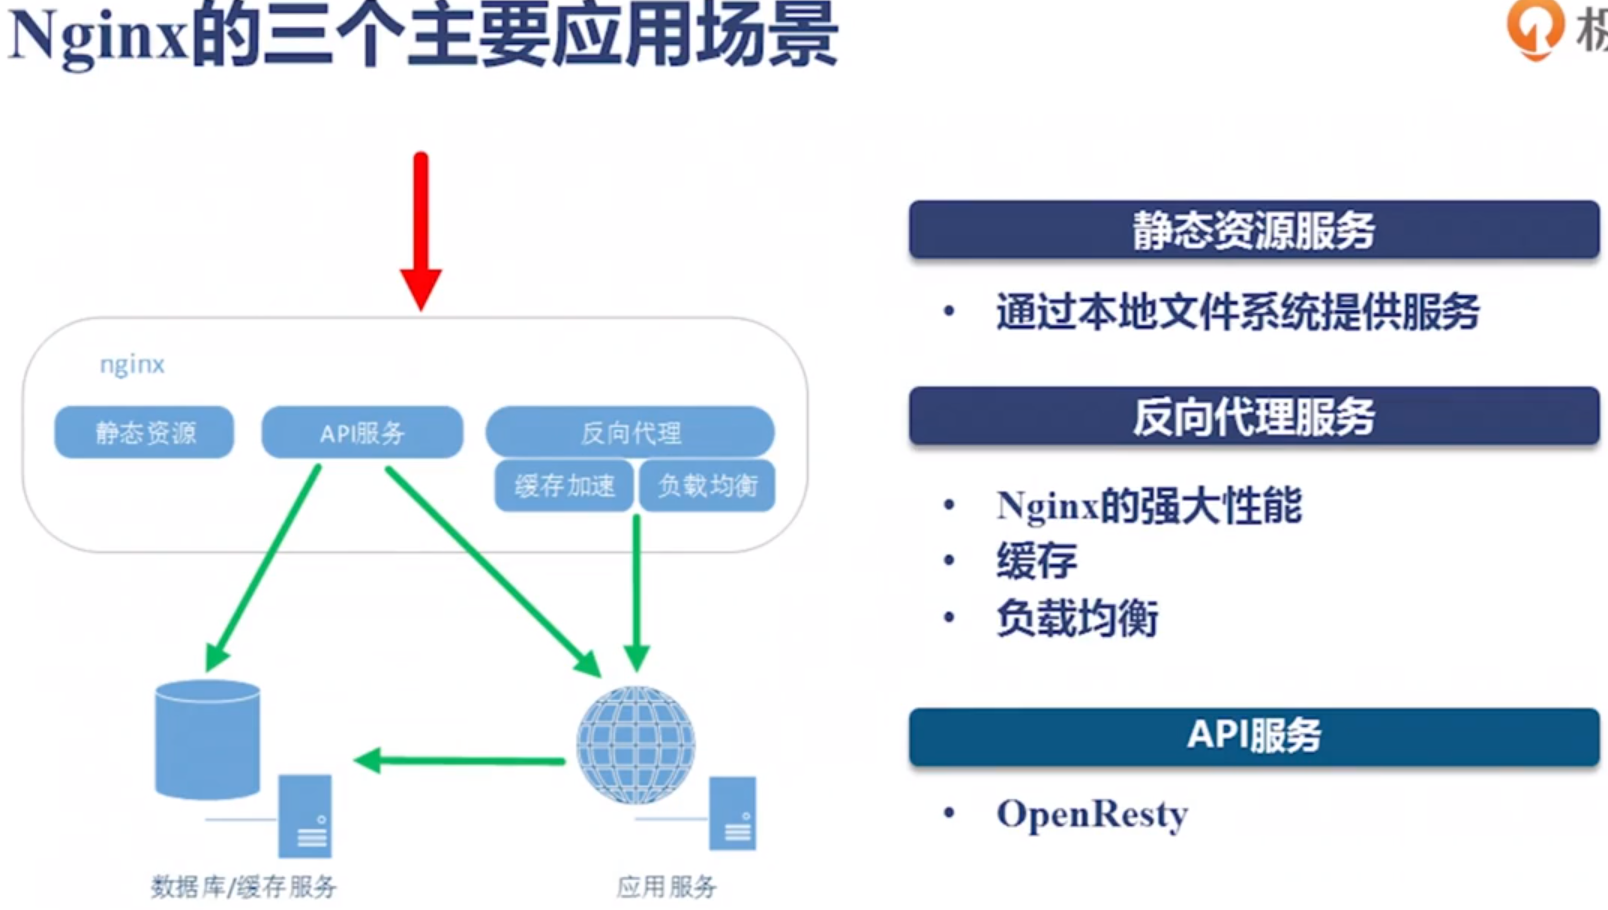 Nginx的三个主要应用场景
nginx
静态资源
API服务
反向代理
缓存加速
负载均衡
数据库/缓存服务
应用服务
静态资源服务
• 通过本地文件系统提供服务
反向代理服务
• Nginx的强大性能
• 缓存
• 负载均衡
API服务
• OpenResty